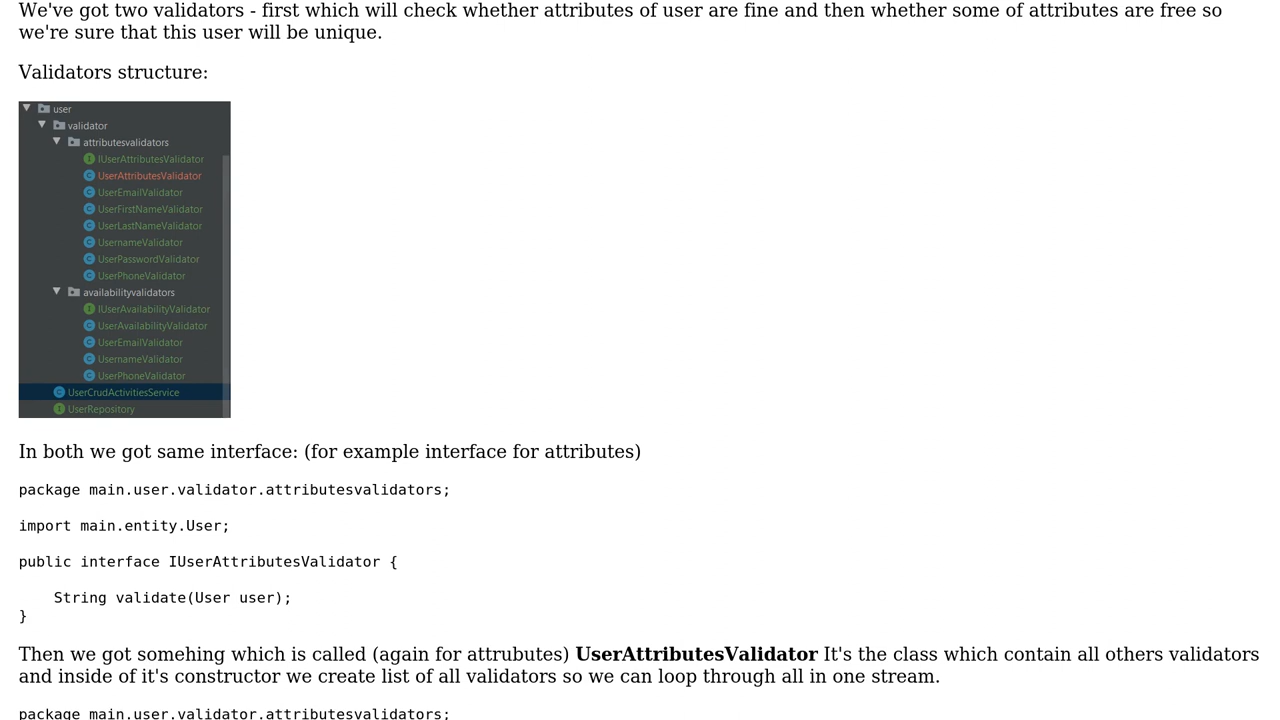 We've got two validators - first which will check whether attributes of user are fine and then whether some of attributes are free so
we're sure that this user will be unique.
Validators structure:
user
validator
attributesvalidators
IUserAttributesValidator
UserAttributesValidator
UserEmailValidator
UserFirstNameValidator
UserLastNameValidator
UsernameValidator
UserPasswordValidator
UserPhoneValidator
availabilityvalidators
IUserAvailabilityValidator
UserAvailabilityValidator
UserEmailValidator
UsernameValidator
UserPhoneValidator
UserCrudActivitiesService
UserRepository
In both we got same interface: (for example interface for attributes)
package main.user.validator.attributesvalidators;
import main.entity.User;
public interface IUserAttributesValidator {
    String validate(User user);
}
Then we got somehing which is called (again for attrubutes) UserAttributesValidator It's the class which contain all others validators
and inside of it's constructor we create list of all validators so we can loop through all in one stream.
package main.user.validator.attributesvalidators;